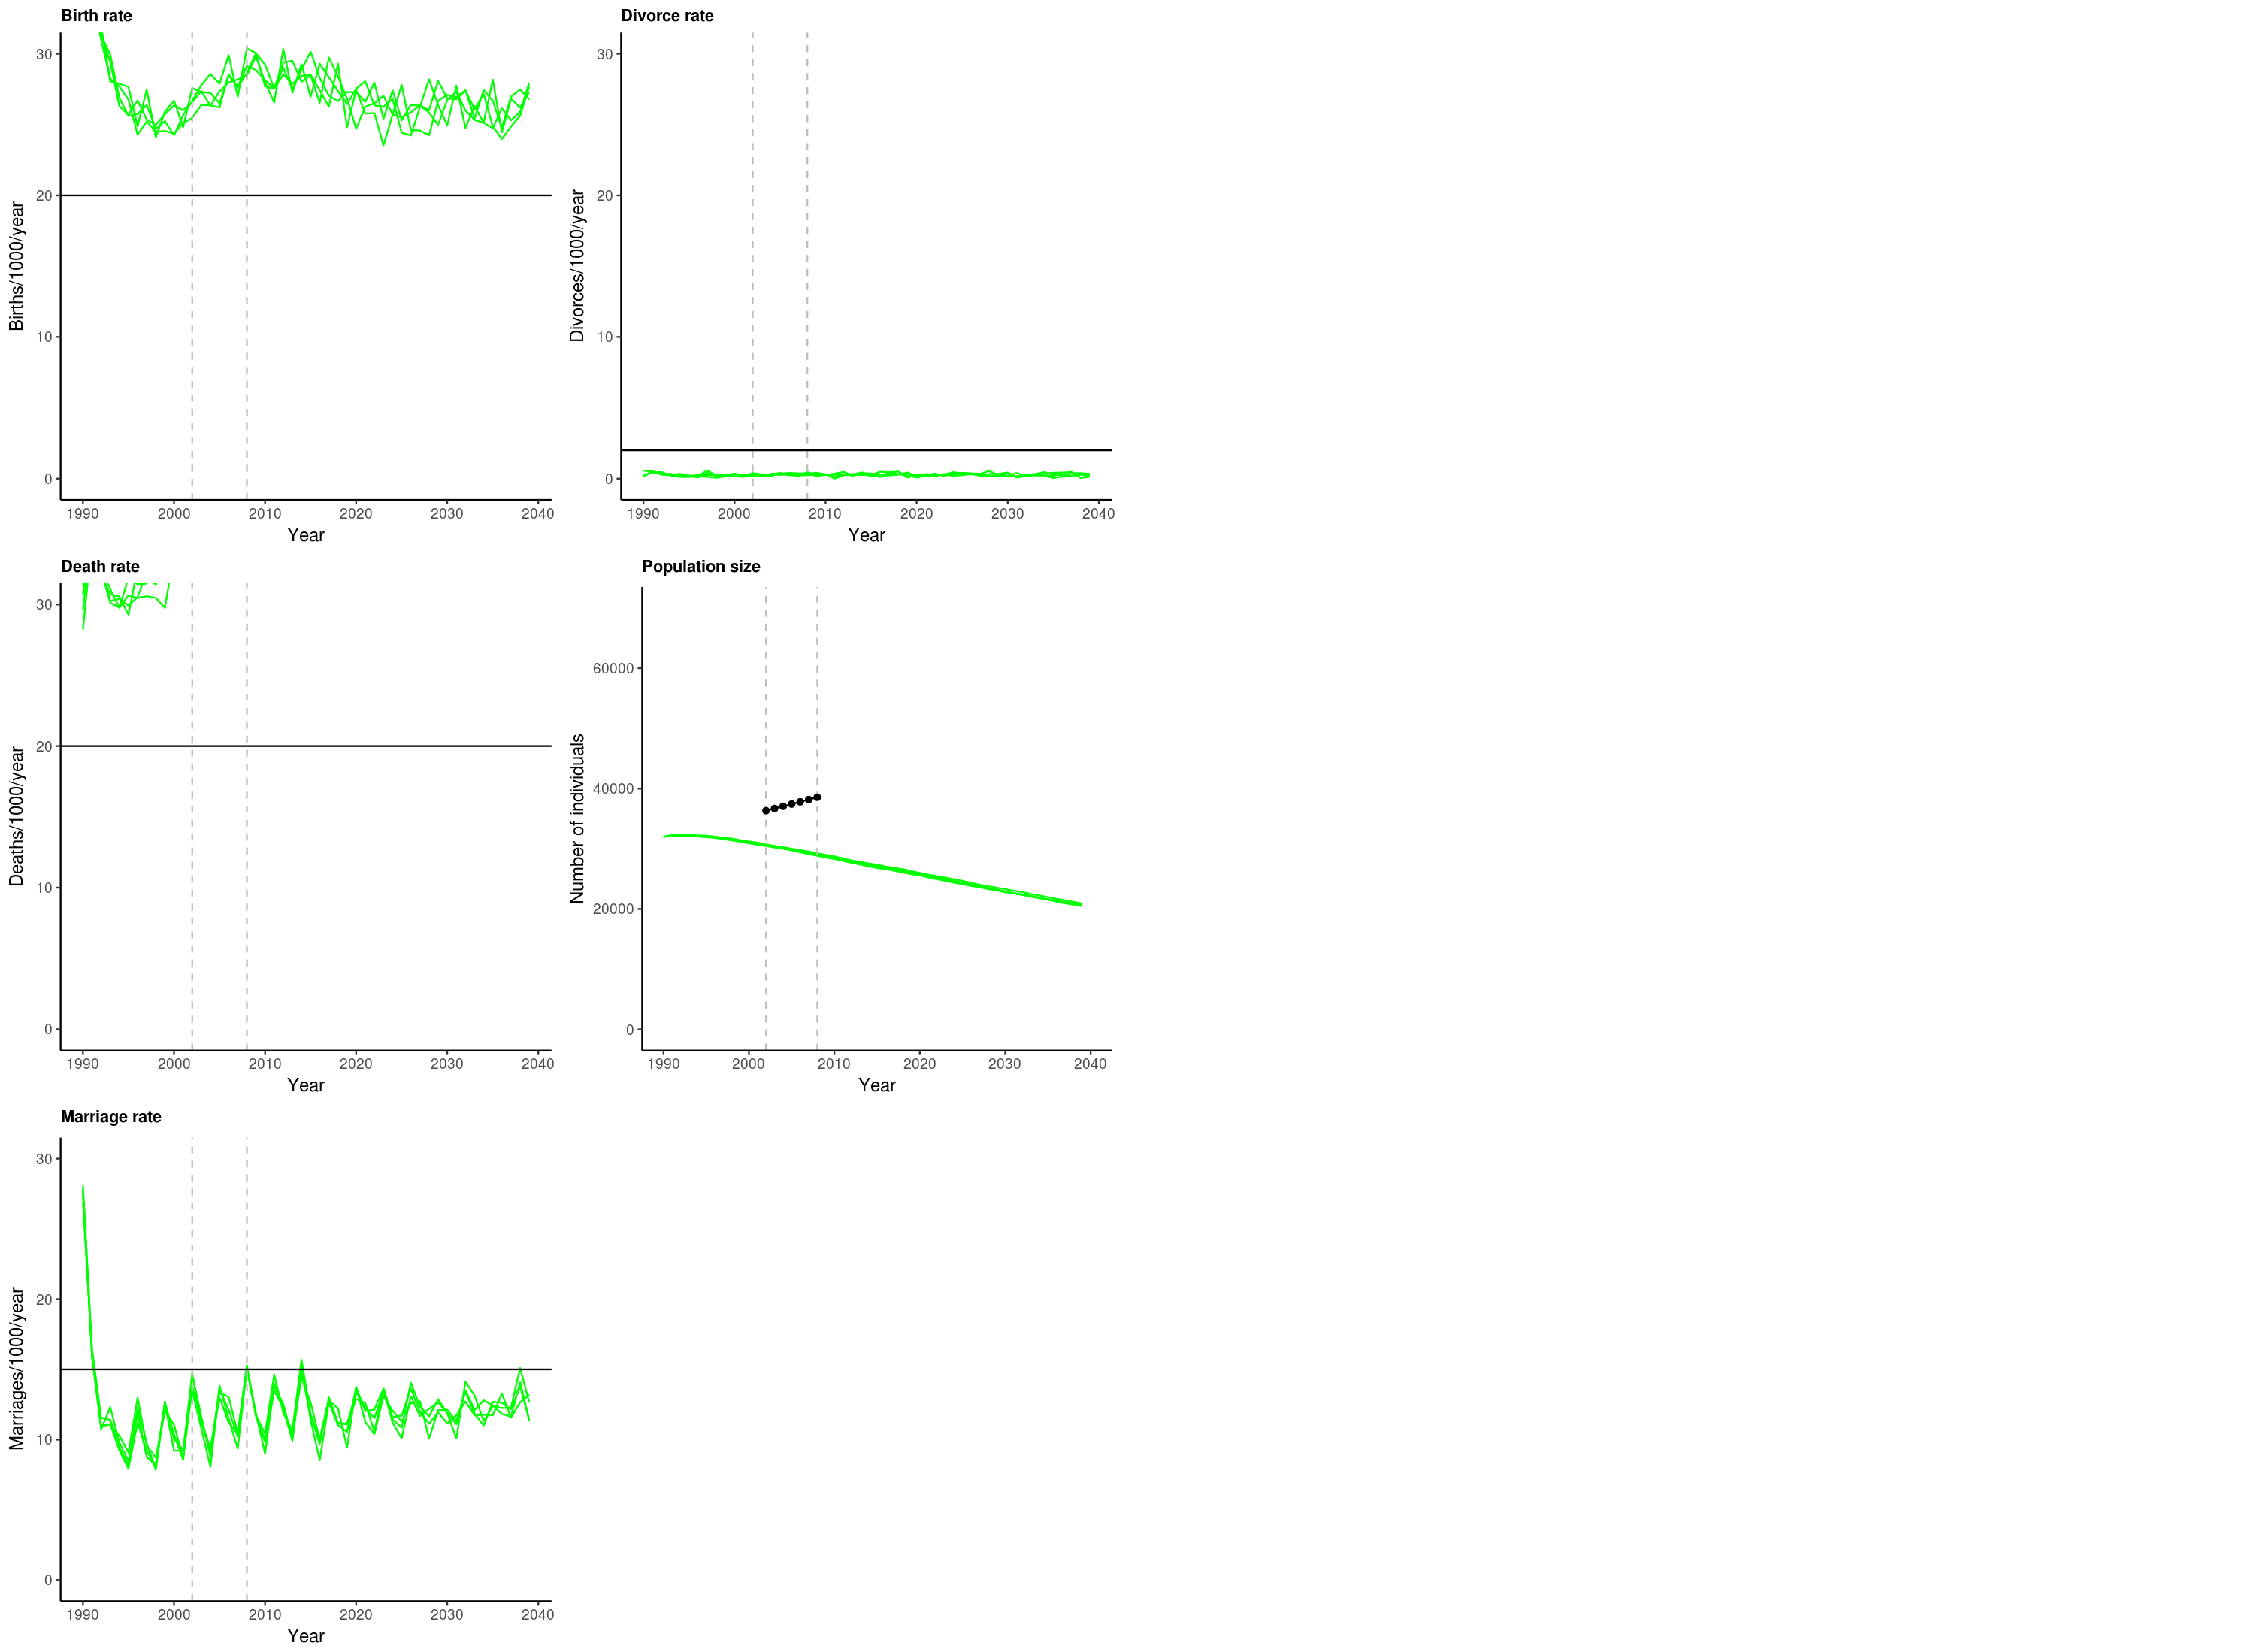 Birth rate
Births/1000/year
30
20
10
0
1990 2000 2010 2020 2030 2040
Year
Divorce rate
Divorces/1000/year
30
20
10
0
1990 2000 2010 2020 2030 2040
Year
Death rate
Deaths/1000/year
30
20
10
0
1990 2000 2010 2020 2030 2040
Year
Population size
Number of individuals
60000
40000
20000
0
1990 2000 2010 2020 2030 2040
Year
Marriage rate
Marriages/1000/year
30
20
10
0
1990 2000 2010 2020 2030 2040
Year